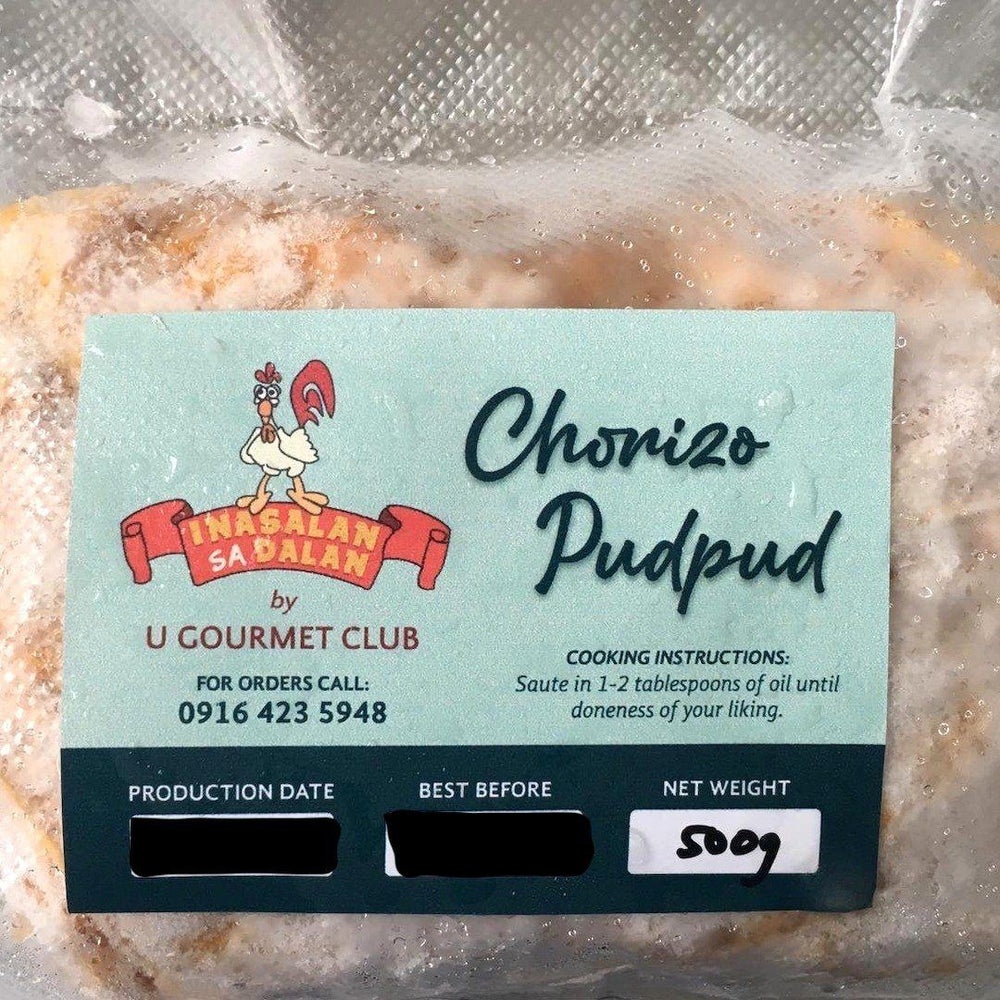 INASALAN
SA DALAN
by
U GOURMET CLUB
FOR ORDERS CALL:
0916 423 5948
Chorizo
Pudpud
COOKING INSTRUCTIONS:
Saute in 1-2 tablespoons of oil until
doneness of your liking.
PRODUCTION DATE
BEST BEFORE
NET WEIGHT
500g